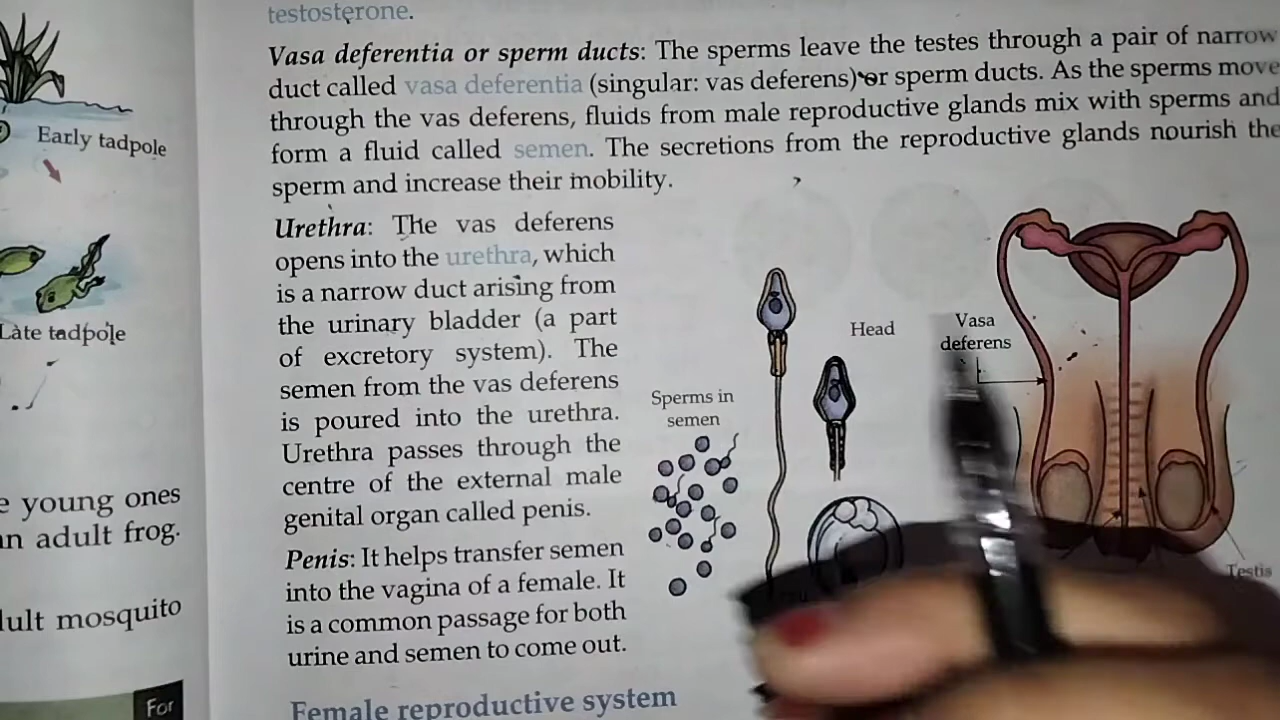 testosterone.
Vasa deferentia or sperm ducts: The sperms leave the testes through a pair of narrow
duct called vasa deferentia (singular: vas deferens) or sperm ducts. As the sperms move
through the vas deferens, fluids from male reproductive glands mix with sperms and
form a fluid called semen. The secretions from the reproductive glands nourish the
sperm and increase their mobility.
Urethra: The vas deferens
opens into the urethra, which
is a narrow duct arising from
the urinary bladder (a part
of excretory system). The
semen from the vas deferens
is poured into the urethra.
Urethra passes through the
centre of the external male
genital organ called penis.
Penis: It helps transfer semen
into the vagina of a female. It
is a common passage for both
urine and semen to come out.
Female reproductive system
Early tadpole
Late tadpole
young ones
adult frog.
mosquito
For
Sperms in
semen
Head
Vasa
deferens
Testis